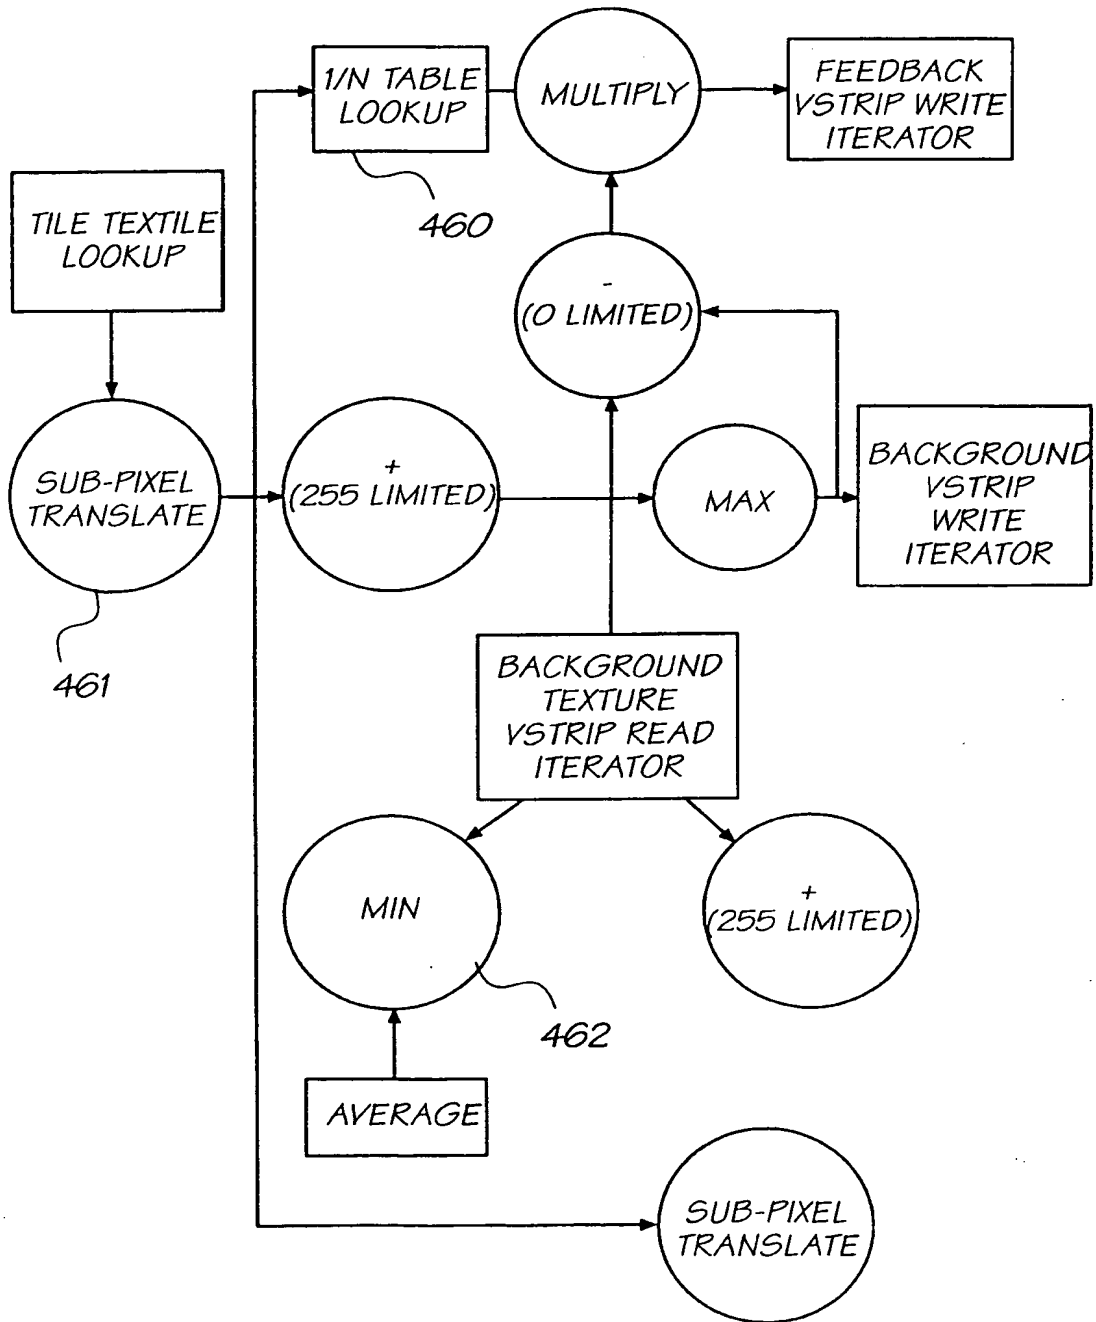 1/N TABLE
LOOKUP
MULTIPLY
FEEDBACK
VSTRIP WRITE
ITERATOR
460
TILE TEXTILE
LOOKUP
-
(0 LIMITED)
SUB-PIXEL
TRANSLATE
+
(255 LIMITED)
MAX
BACKGROUND
VSTRIP
WRITE
ITERATOR
461
BACKGROUND
TEXTURE
VSTRIP READ
ITERATOR
MIN
+
(255 LIMITED)
462
AVERAGE
SUB-PIXEL
TRANSLATE